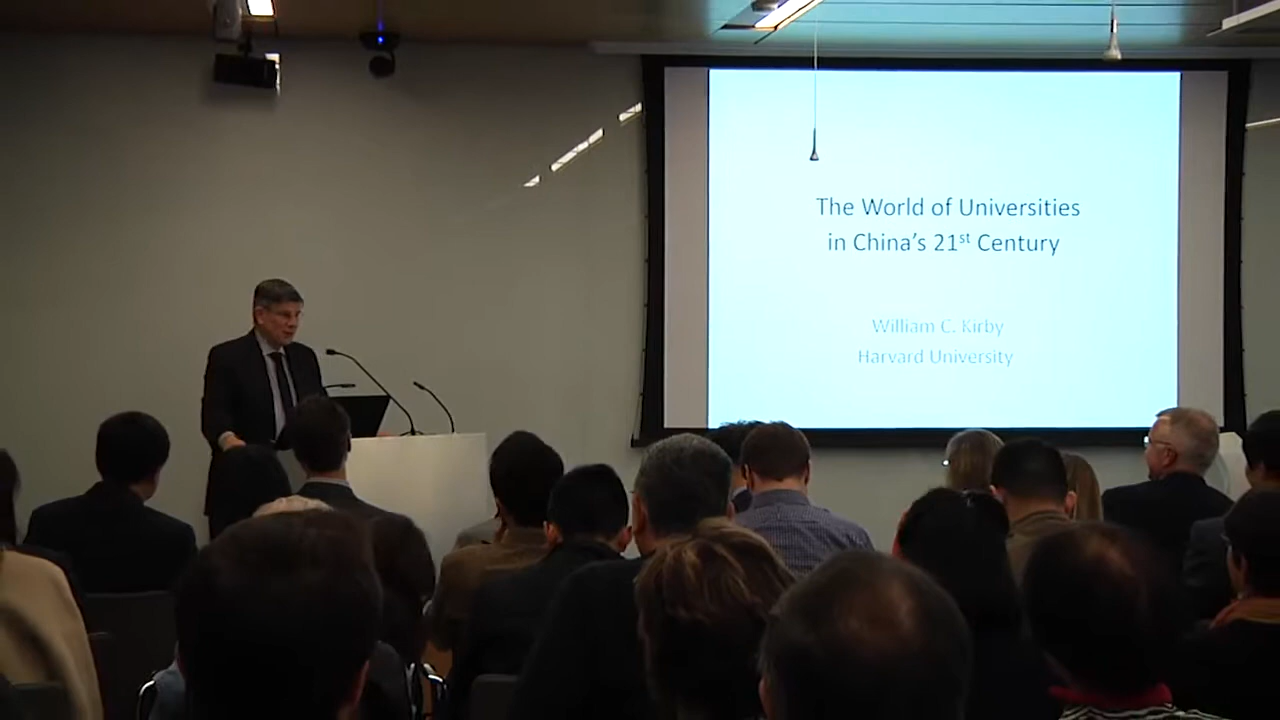 The World of Universities
in China's 21st Century
William C. Kirby
Harvard University